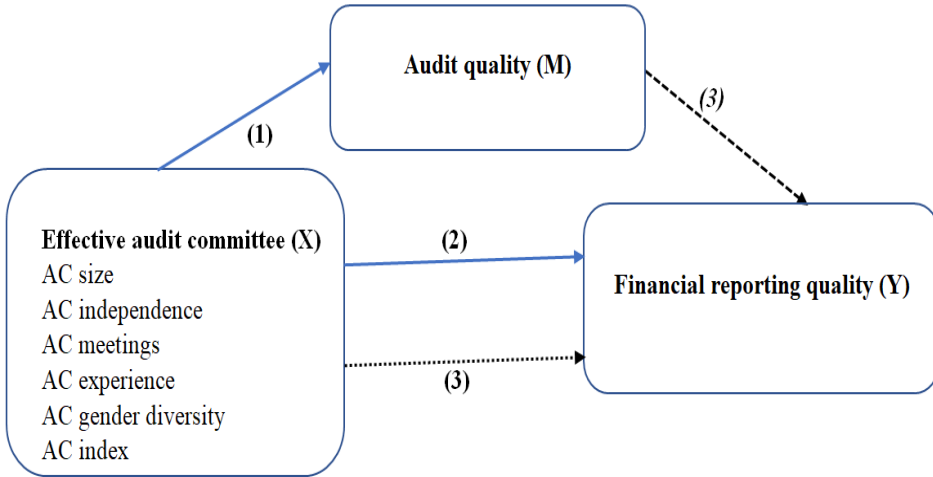 Audit quality (M)
(3)
(1)
Effective audit committee (X)
AC size
AC independence
AC meetings
AC experience
AC gender diversity
AC index
(2)
(3)
Financial reporting quality (Y)